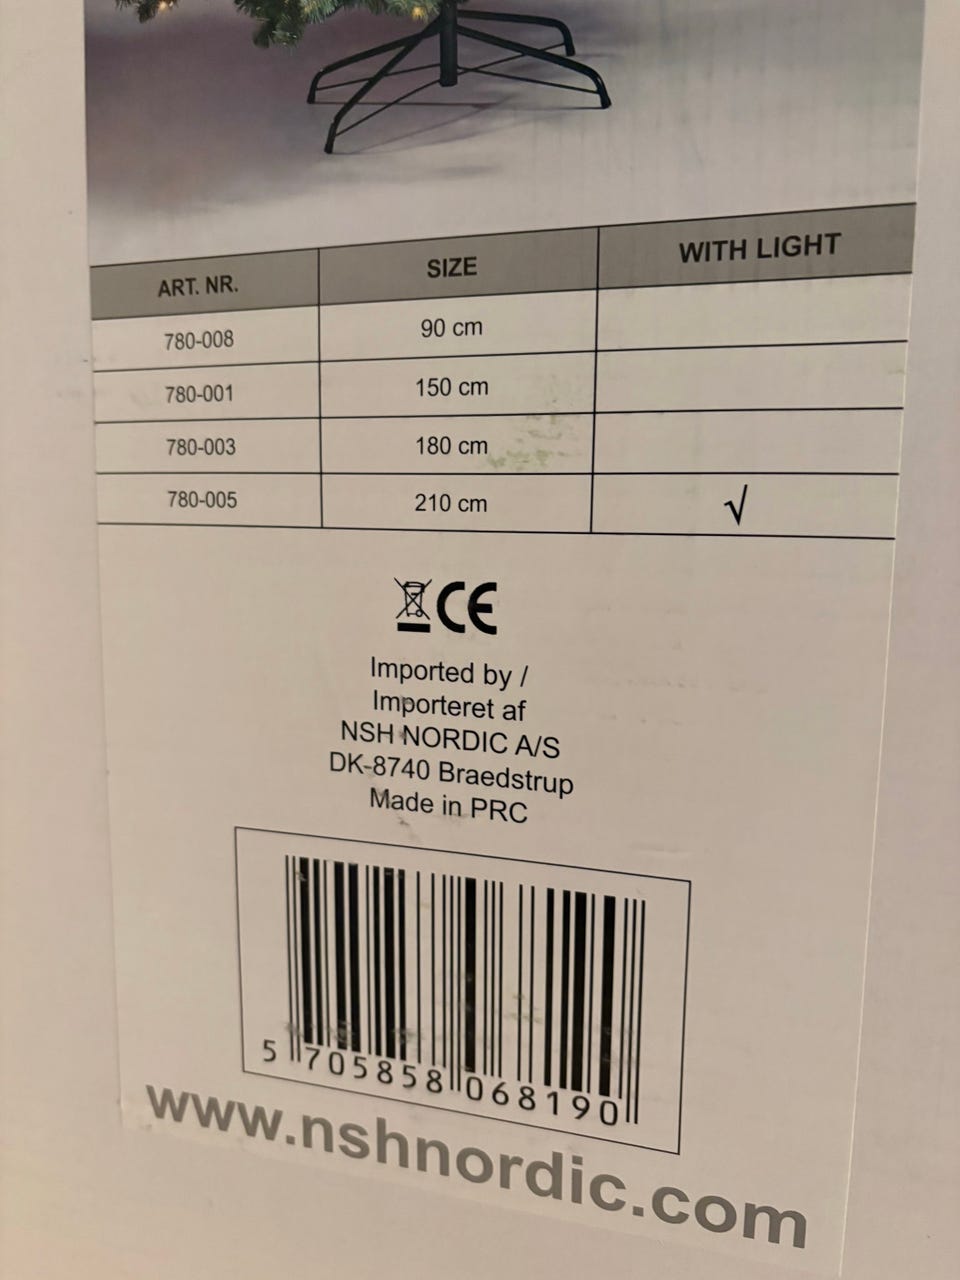 ART. NR. SIZE WITH LIGHT
780-008 90 cm
780-001 150 cm
780-003 180 cm
780-005 210 cm √
CE
Imported by /
Importeret af
NSH NORDIC A/S
DK-8740 Braedstrup
Made in PRC
5 705858 068190
www.nshnordic.com